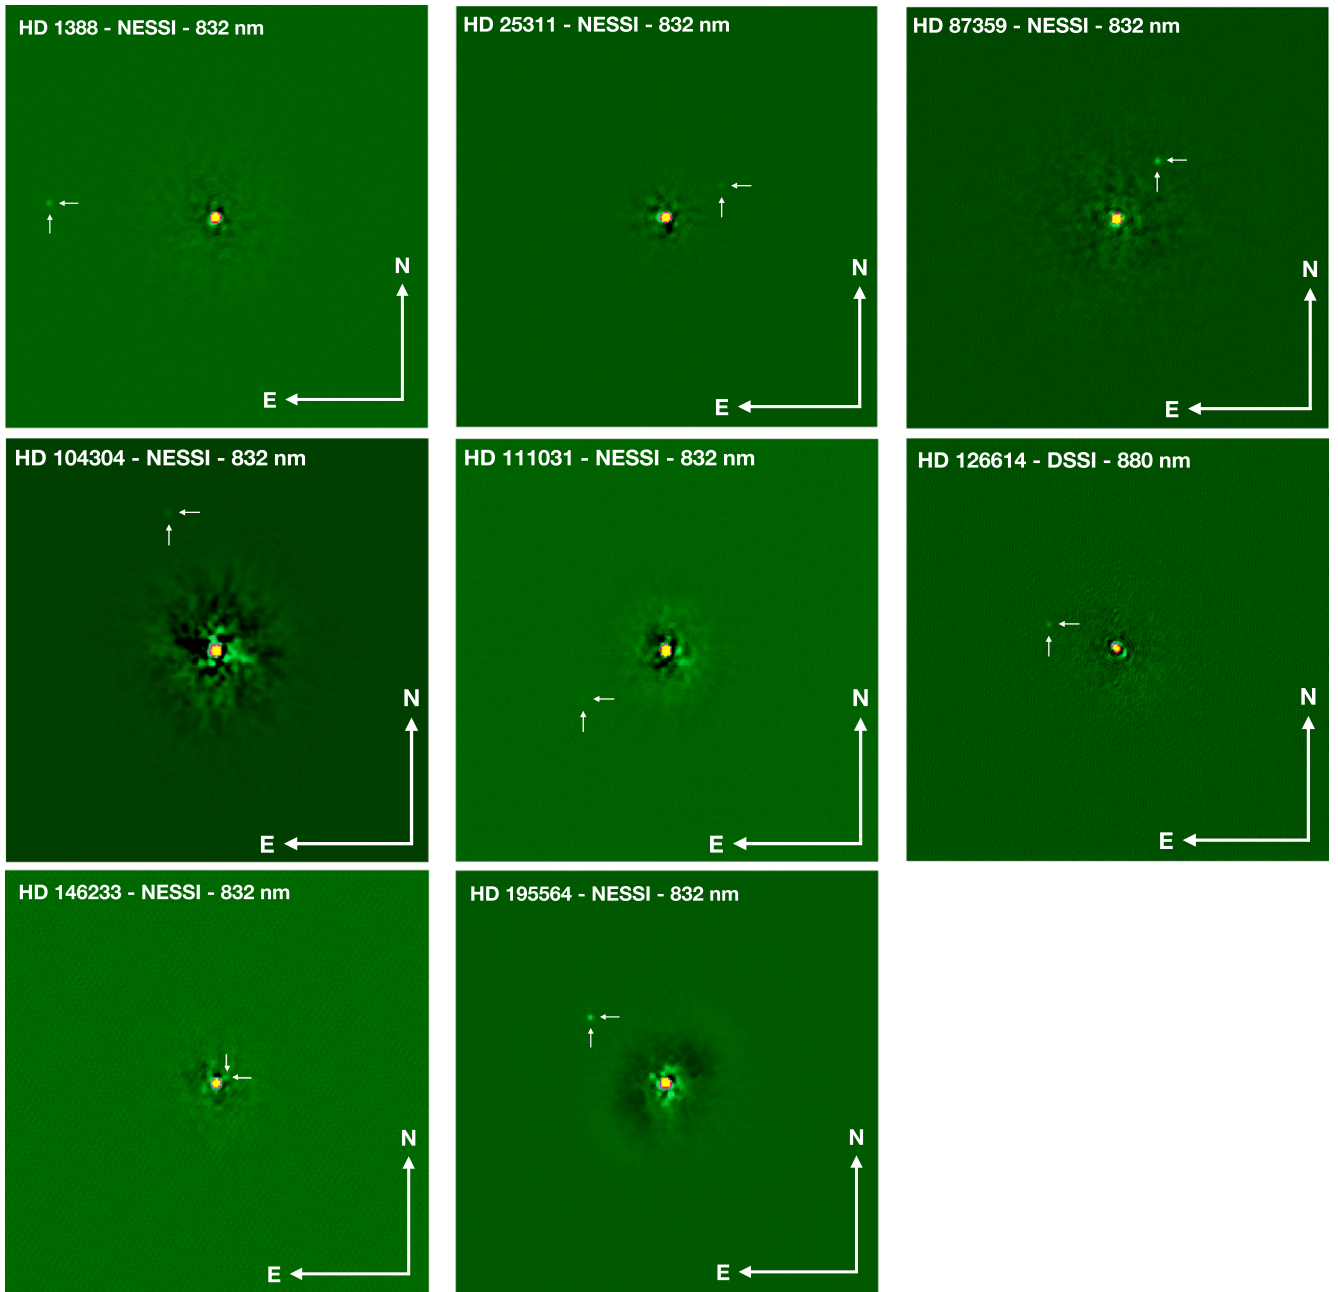 HD 1388 - NESSI - 832 nm
N
E
HD 25311 - NESSI - 832 nm
N
E
HD 87359 - NESSI - 832 nm
N
E
HD 104304 - NESSI - 832 nm
N
E
HD 111031 - NESSI - 832 nm
N
E
HD 126614 - DSSI - 880 nm
N
E
HD 146233 - NESSI - 832 nm
N
E
HD 195564 - NESSI - 832 nm
N
E